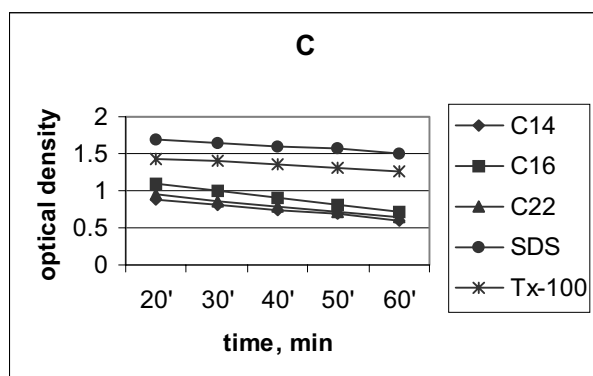 C
optical density
2
1.5
1
0.5
0
20' 30' 40' 50' 60'
time, min
C14
C16
C22
SDS
Tx-100